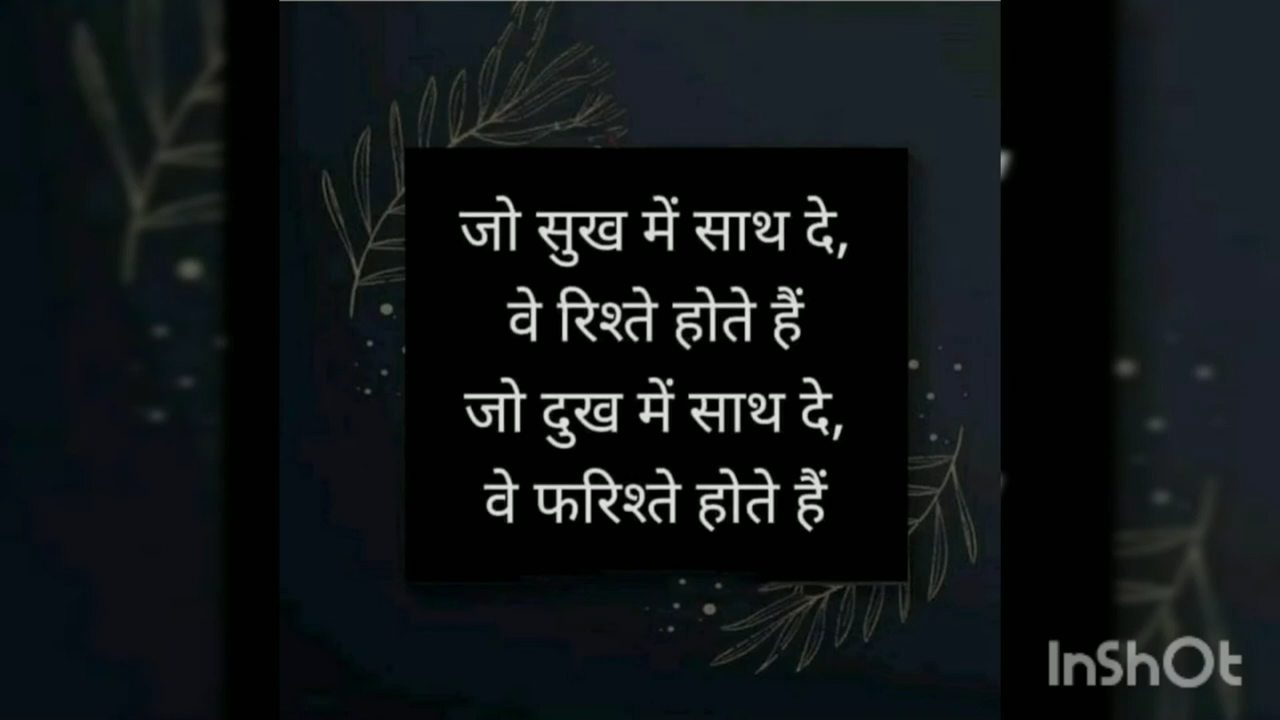 जो सुख में साथ दे,
वे रिश्ते होते हैं
जो दुख में साथ दे,
वे फरिश्ते होते हैं
InShOt